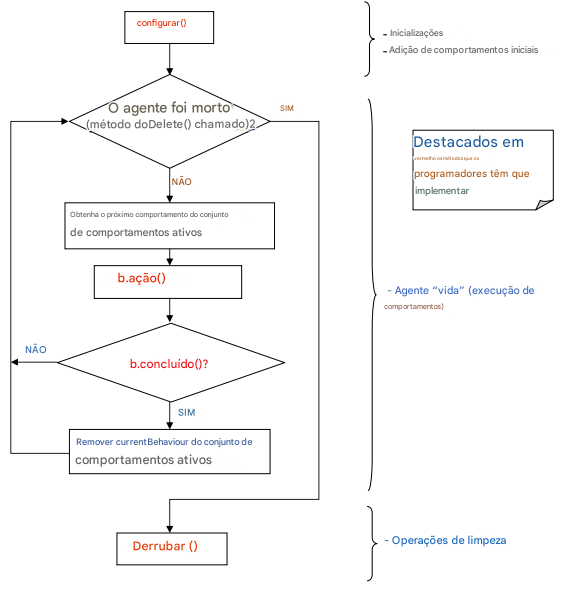 configurar()
- Inicializações
- Adição de comportamentos iniciais
O agente foi morto
(método doDelete() chamado)2
SIM
NÃO
Destacados em
vermelho os métodos que os
programadores têm que
implementar
Obtenha o próximo comportamento do conjunto
de comportamentos ativos
b.ação()
- Agente “vida” (execução de
comportamentos)
NÃO
b.concluído()?
SIM
Remover currentBehaviour do conjunto de
comportamentos ativos
Derrubar ()
- Operações de limpeza